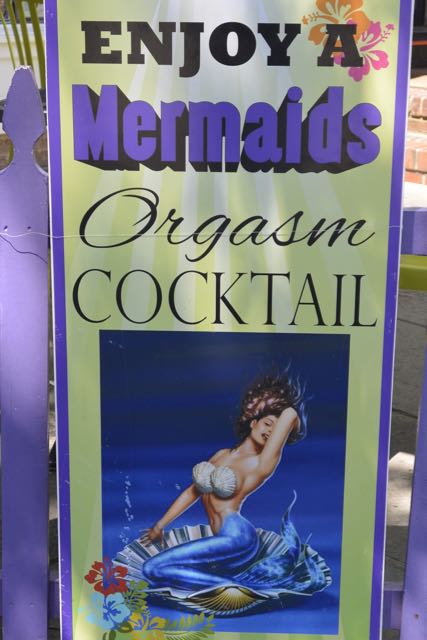 ENJOY A
Mermaids
Orgasm
COCKTAIL